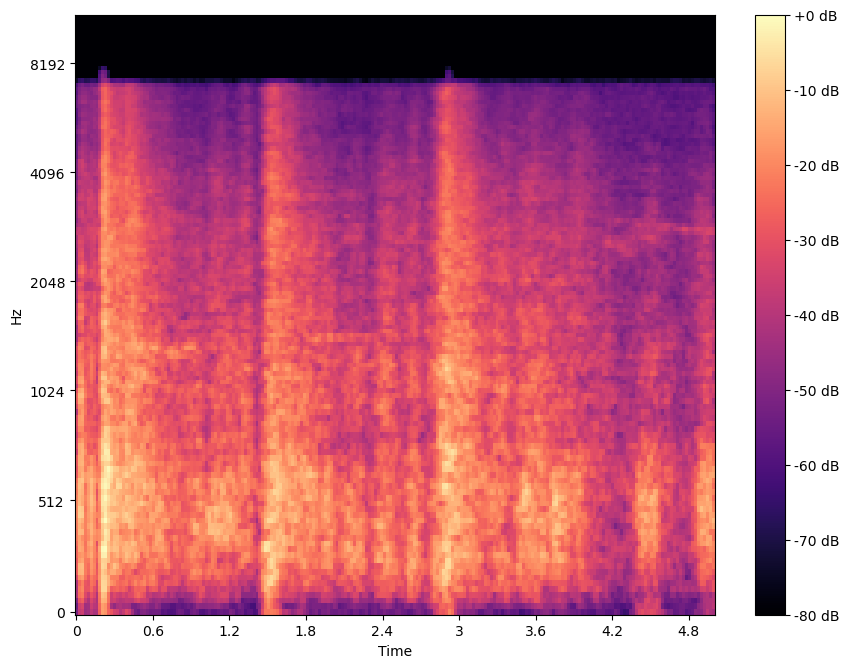 +0 dB
8192
-10 dB
4096
-20 dB
-30 dB
2048
-40 dB
Hz
1024
-50 dB
-60 dB
512
-70 dB
0
-80 dB
0 0.6 1.2 1.8 2.4 3 3.6 4.2 4.8
Time